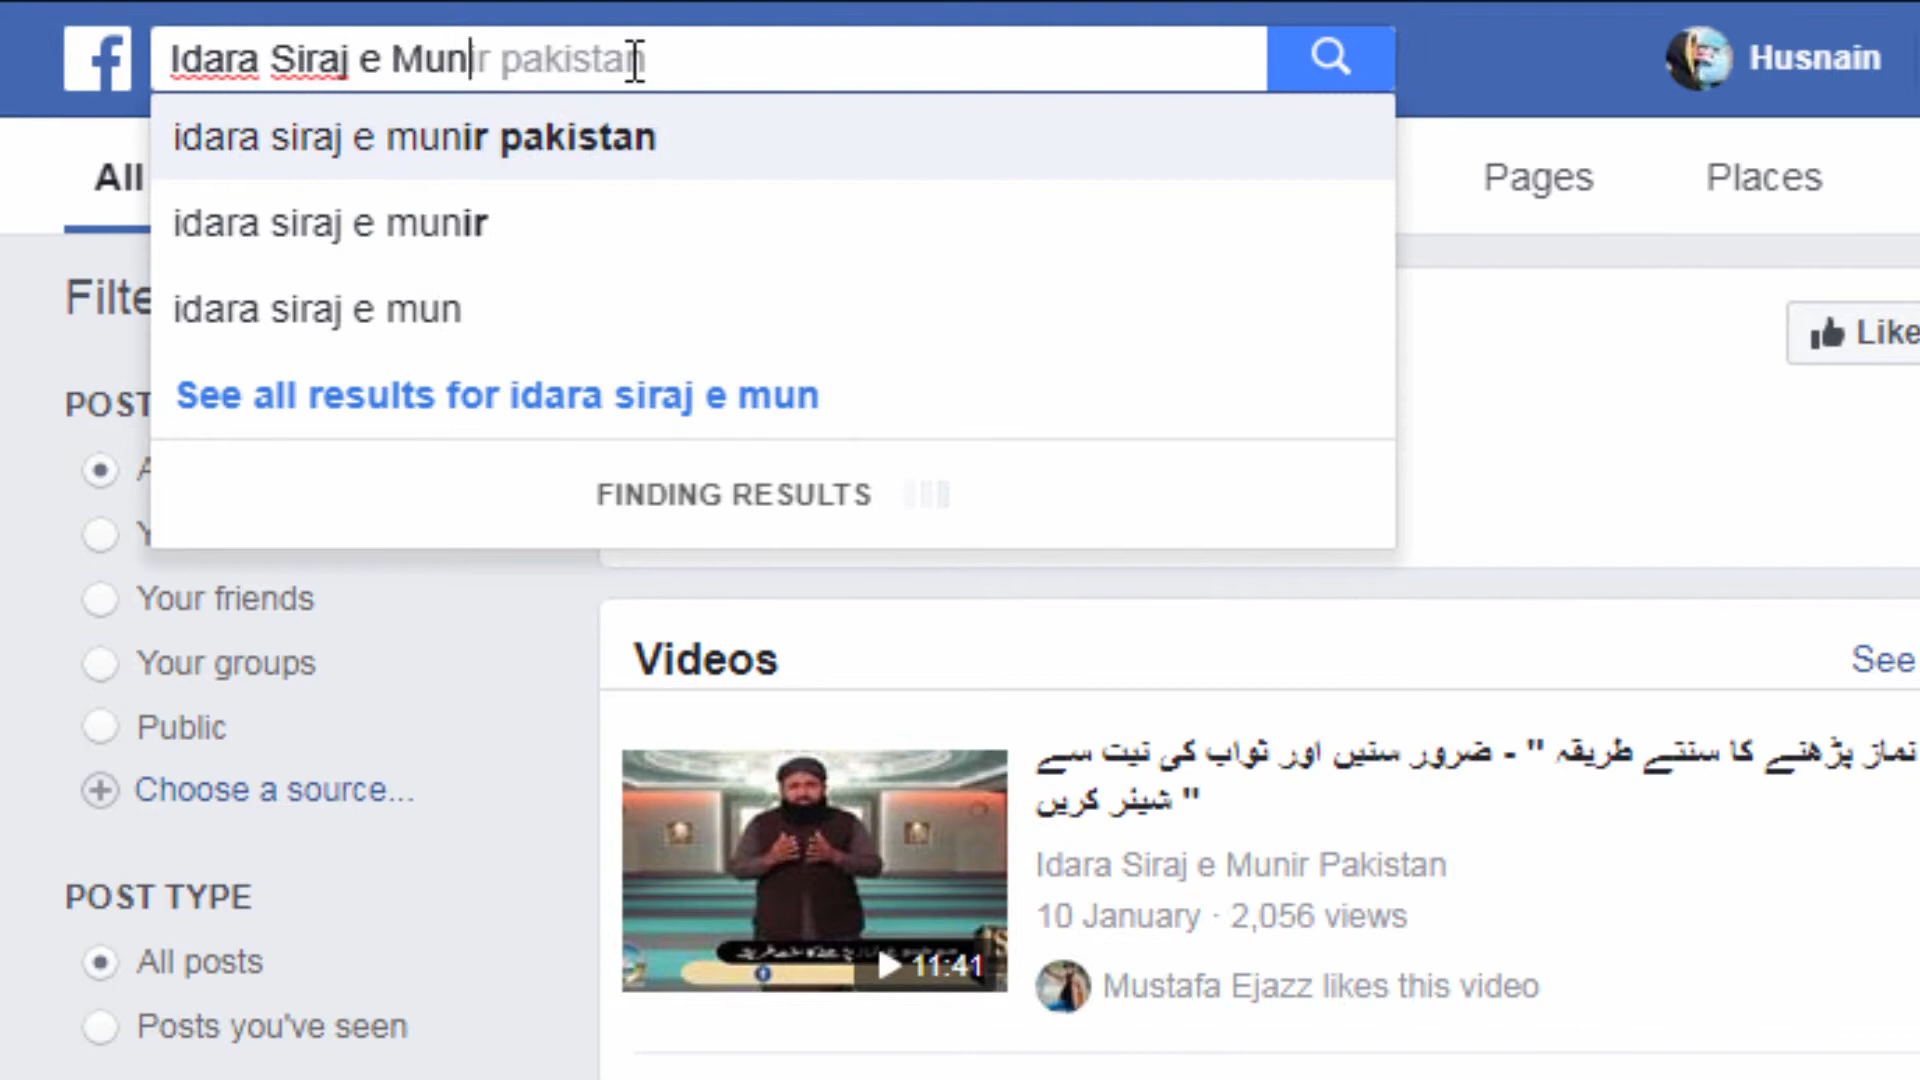 Idara Siraj e Munir pakistan
Husnain
idara siraj e munir pakistan
idara siraj e munir
idara siraj e mun
See all results for idara siraj e mun
FINDING RESULTS
All
Pages
Places
Filte
Like
POST
A
Y
Your friends
Your groups
Public
Choose a source...
POST TYPE
All posts
Posts you've seen
Videos
See
نماز پڑھنے کا سنتے طریقہ " - ضرور سنیں اور ثواب کی نیت سے
شیئر کریں "
Idara Siraj e Munir Pakistan
10 January · 2,056 views
Mustafa Ejazz likes this video
11:41